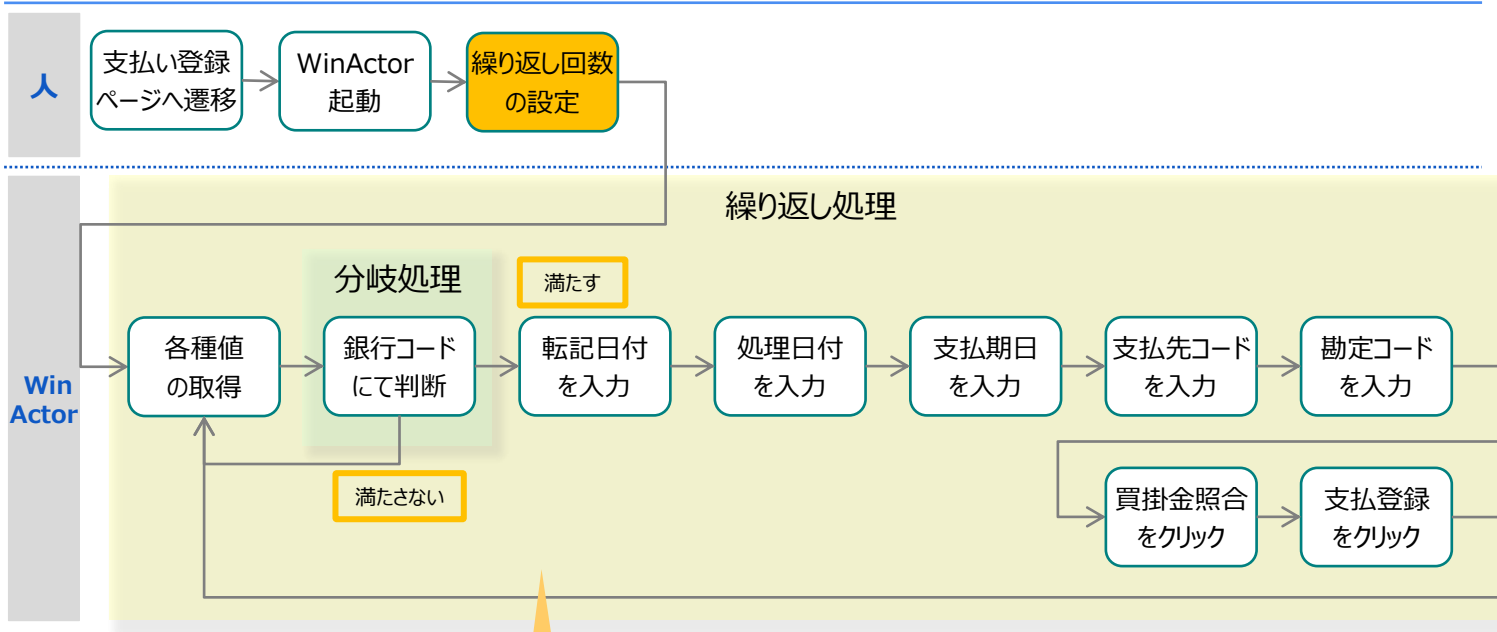 人
支払い登録
ページへ遷移
WinActor
起動
繰り返し回数
の設定
Win
Actor
繰り返し処理
分岐処理
満たす
各種値
の取得
銀行コード
にて判断
転記日付
を入力
処理日付
を入力
支払期日
を入力
支払先コード
を入力
勘定コード
を入力
満たさない
買掛金照合
をクリック
支払登録
をクリック